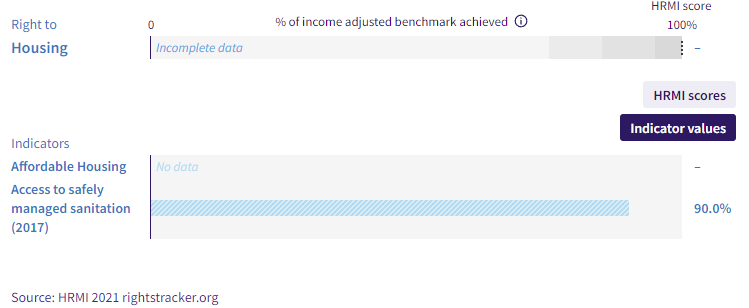 HRMI score
Right to
0
% of income adjusted benchmark achieved
100%
Housing
Incomplete data
–
HRMI scores
Indicator values
Indicators
Affordable Housing
No data
–
Access to safely
managed sanitation
(2017)
90.0%
Source: HRMI 2021 rightstracker.org